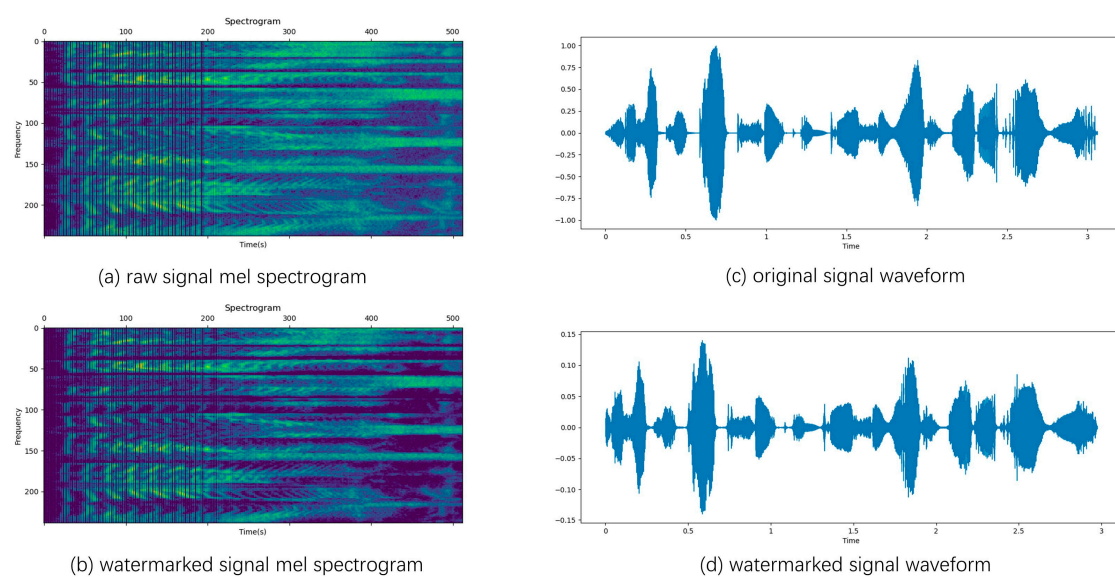 Spectrogram
0 100 200 300 400 500
0
50
100
150
200
Frequency
Time(s)
(a) raw signal mel spectrogram
1.00
0.75
0.50
0.25
0.00
−0.25
−0.50
−0.75
−1.00
0 0.5 1 1.5 2 2.5 3
Time
(c) original signal waveform
Spectrogram
0 100 200 300 400 500
0
50
100
150
200
Frequency
Time(s)
(b) watermarked signal mel spectrogram
0.15
0.10
0.05
0.00
−0.05
−0.10
−0.15
0 0.5 1 1.5 2 2.5 3
Time
(d) watermarked signal waveform